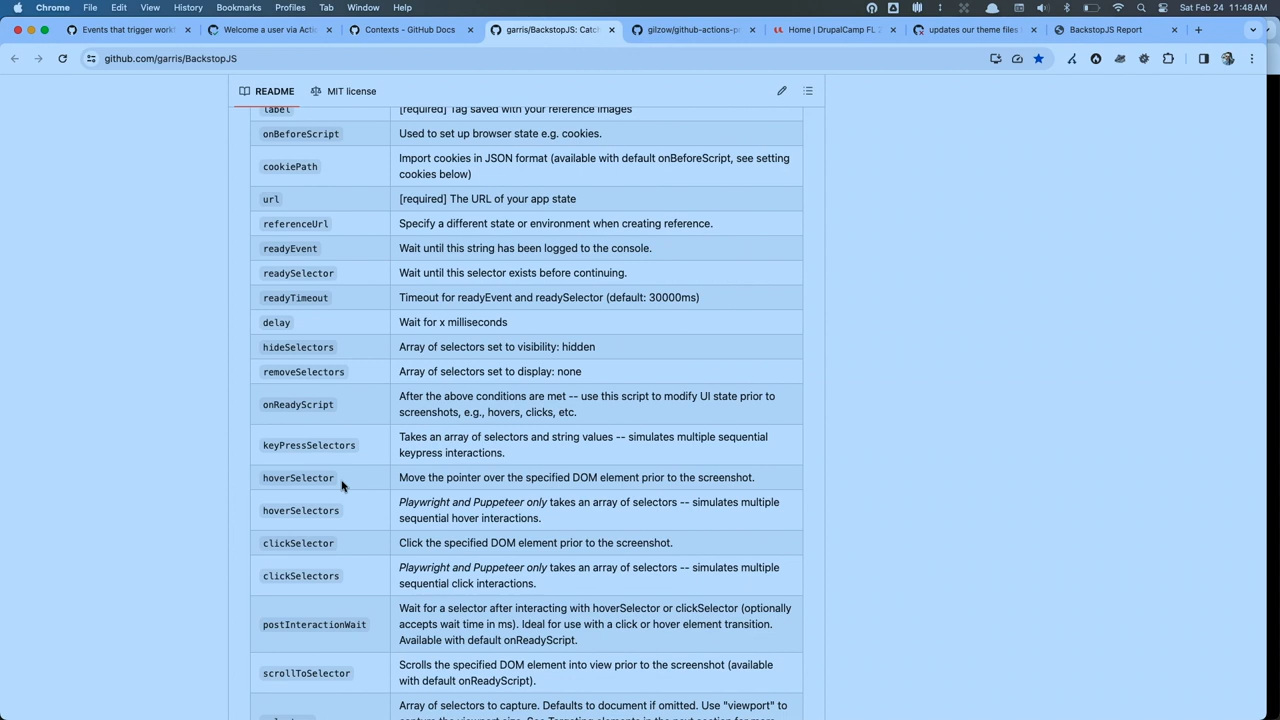 Chrome File Edit View History Bookmarks Profiles Tab Window Help Sat Feb 24 11:48 AM
Events that trigger work Welcome a user via Acti Contexts - GitHub Docs garris/BackstopJS: Catc gilzow/github-actions-p Home | DrupalCamp FL 2 updates our theme files BackstopJS Report
github.com/garris/BackstopJS
README MIT license
label [required] Tag saved with your reference images
onBeforeScript Used to set up browser state e.g. cookies.
cookiePath Import cookies in JSON format (available with default onBeforeScript, see setting
cookies below)
url [required] The URL of your app state
referenceUrl Specify a different state or environment when creating reference.
readyEvent Wait until this string has been logged to the console.
readySelector Wait until this selector exists before continuing.
readyTimeout Timeout for readyEvent and readySelector (default: 30000ms)
delay Wait for x milliseconds
hideSelectors Array of selectors set to visibility: hidden
removeSelectors Array of selectors set to display: none
onReadyScript After the above conditions are met -- use this script to modify UI state prior to
screenshots, e.g., hovers, clicks, etc.
keyPressSelectors Takes an array of selectors and string values -- simulates multiple sequential
keypress interactions.
hoverSelector Move the pointer over the specified DOM element prior to the screenshot.
hoverSelectors Playwright and Puppeteer only takes an array of selectors -- simulates multiple
sequential hover interactions.
clickSelector Click the specified DOM element prior to the screenshot.
clickSelectors Playwright and Puppeteer only takes an array of selectors -- simulates multiple
sequential click interactions.
postInteractionWait Wait for a selector after interacting with hoverSelector or clickSelector (optionally
accepts wait time in ms). Ideal for use with a click or hover element transition.
Available with default onReadyScript.
scrollToSelector Scrolls the specified DOM element into view prior to the screenshot (available
with default onReadyScript).
Array of selectors to capture. Defaults to document if omitted. Use "viewport" to